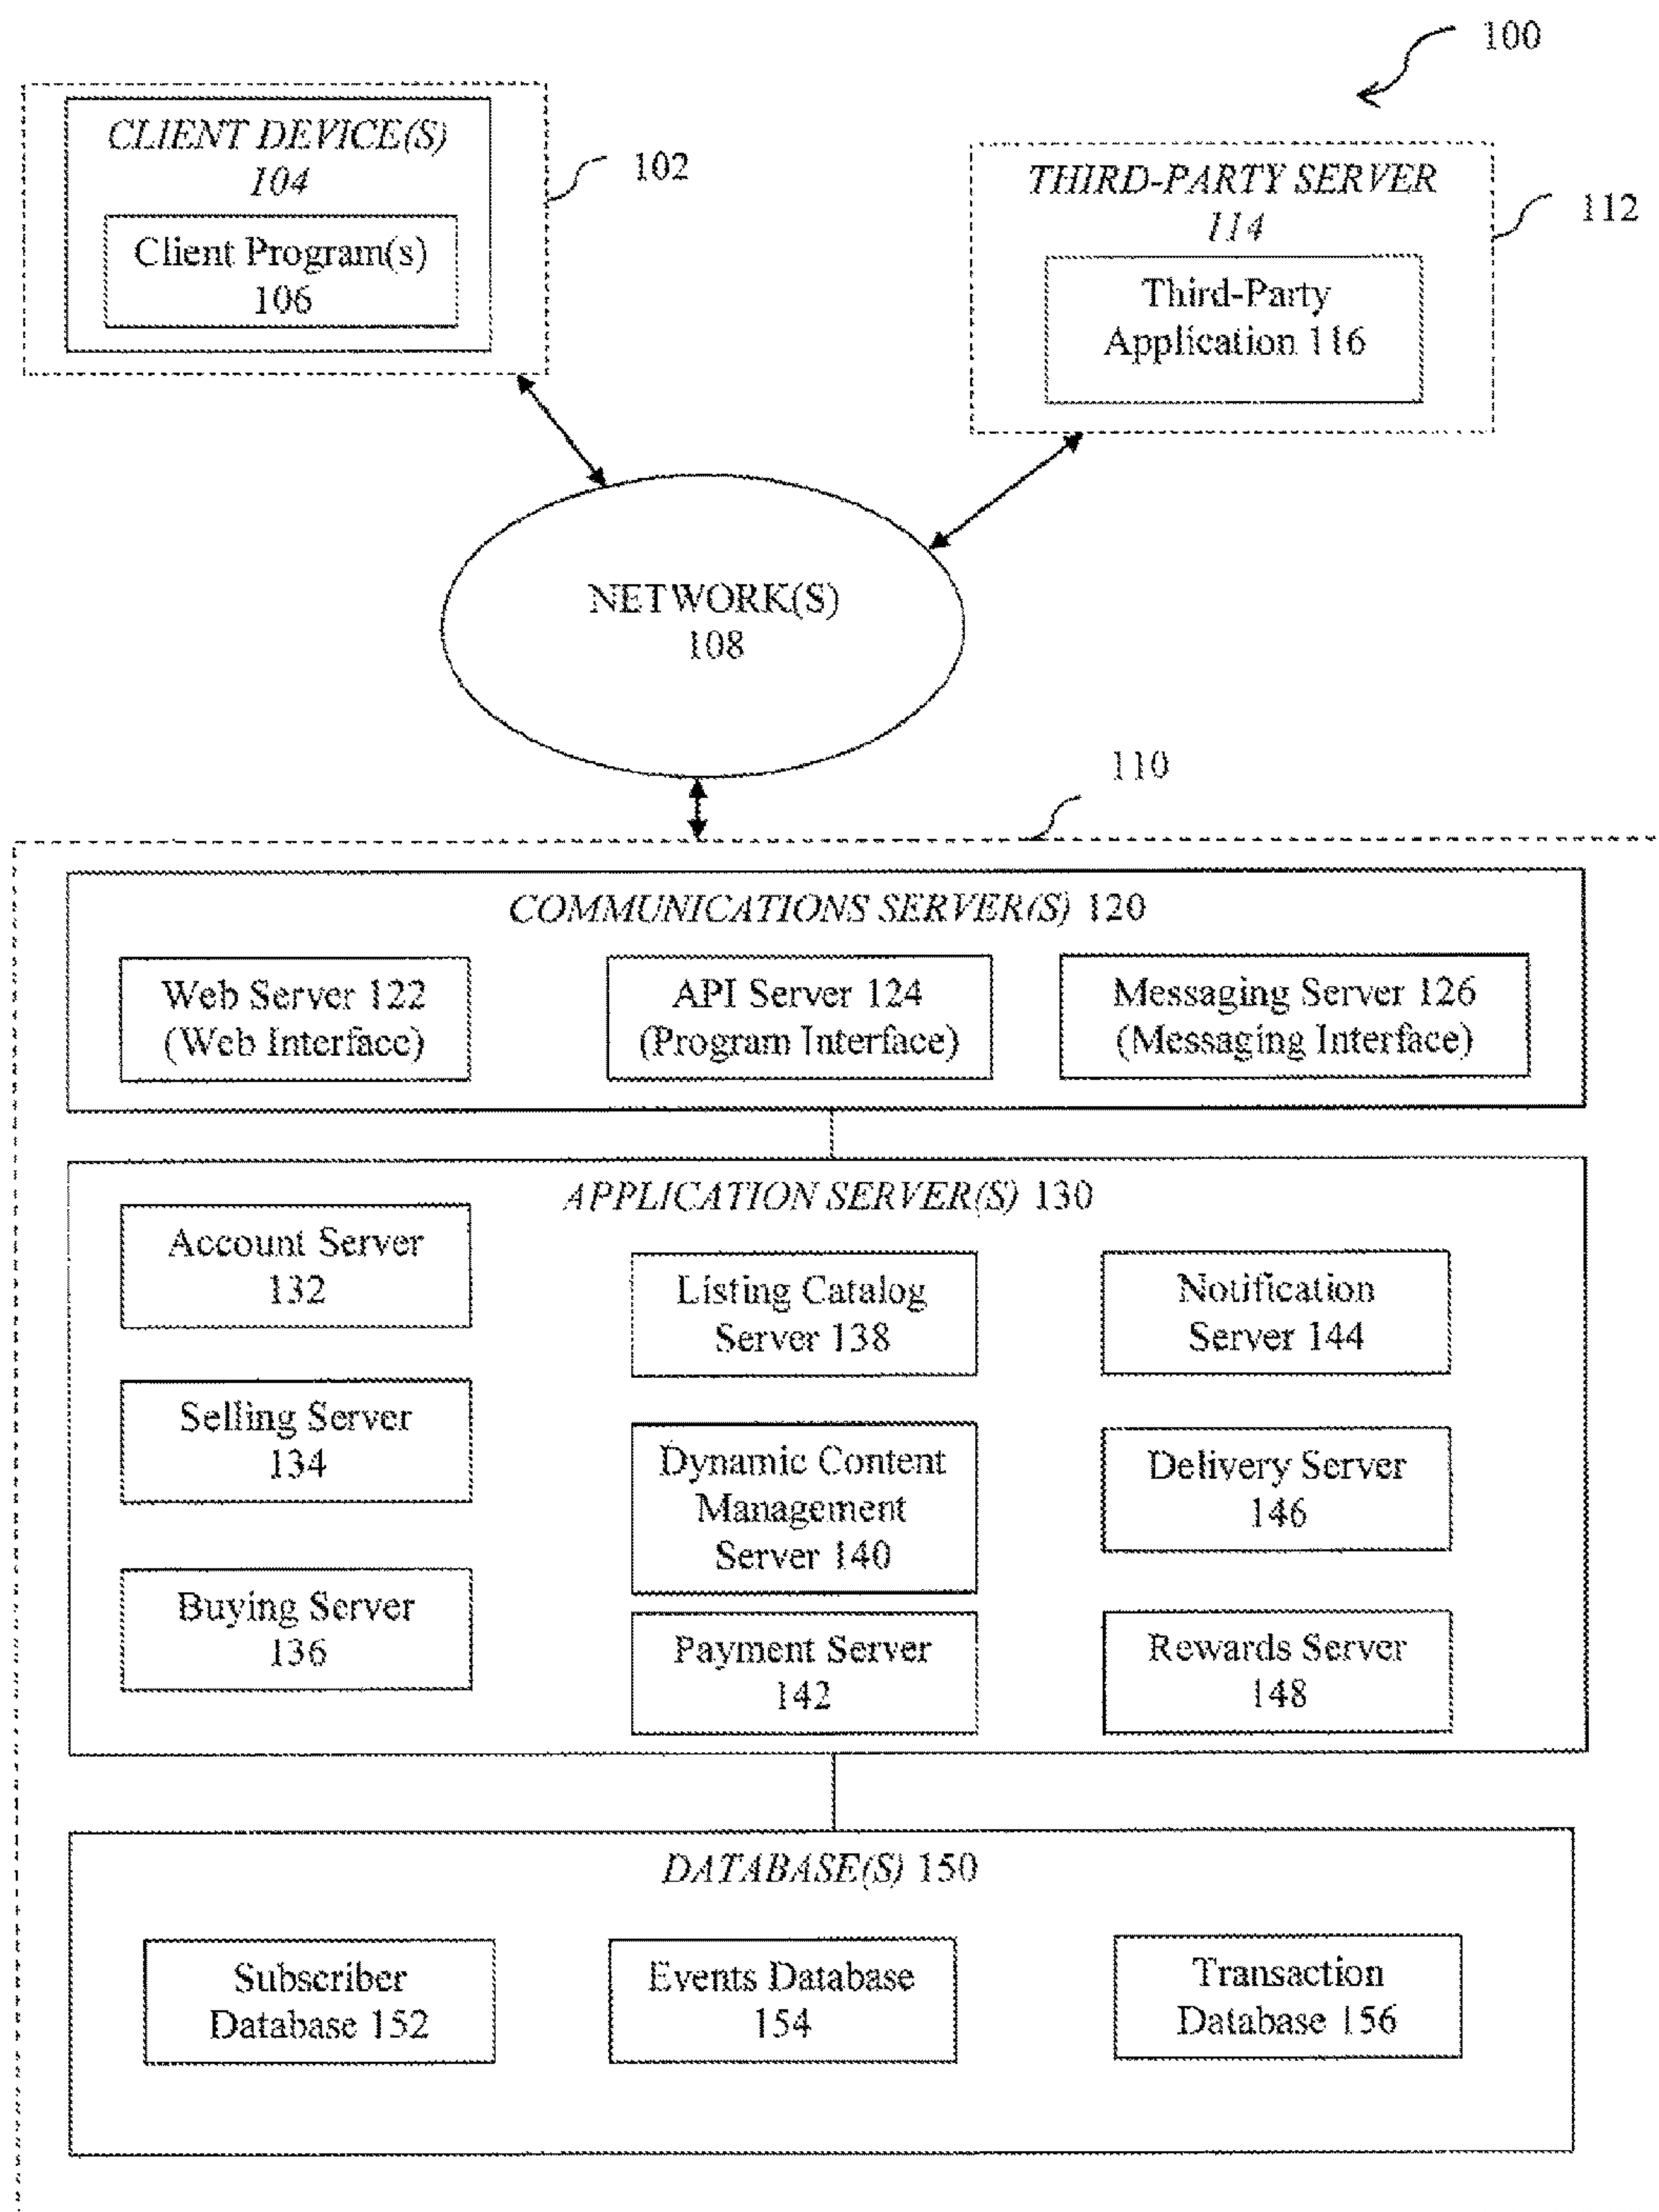 100
CLIENT DEVICE(S)
104
Client Program(s)
106
102
THIRD-PARTY SERVER
114
Third-Party
Application 116
112
NETWORK(S)
108
110
COMMUNICATIONS SERVER(S) 120
Web Server 122
(Web Interface)
API Server 124
(Program Interface)
Messaging Server 126
(Messaging Interface)
APPLICATION SERVER(S) 130
Account Server
132
Selling Server
134
Buying Server
136
Listing Catalog
Server 138
Dynamic Content
Management
Server 140
Payment Server
142
Notification
Server 144
Delivery Server
146
Rewards Server
148
DATABASE(S) 150
Subscriber
Database 152
Events Database
154
Transaction
Database 156